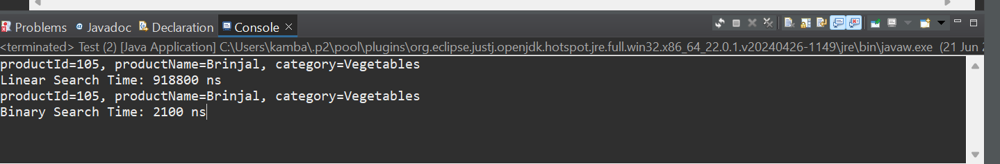 Problems Javadoc Declaration Console
<terminated> Test (2) [Java Application] C:\Users\kamba\.p2\pool\plugins\org.eclipse.justj.openjdk.hotspot.jre.full.win32.x86_64_22.0.1.v20240426-1149\jre\bin\javaw.exe (21 Jun
productId=105, productName=Brinjal, category=Vegetables
Linear Search Time: 918800 ns
productId=105, productName=Brinjal, category=Vegetables
Binary Search Time: 2100 ns